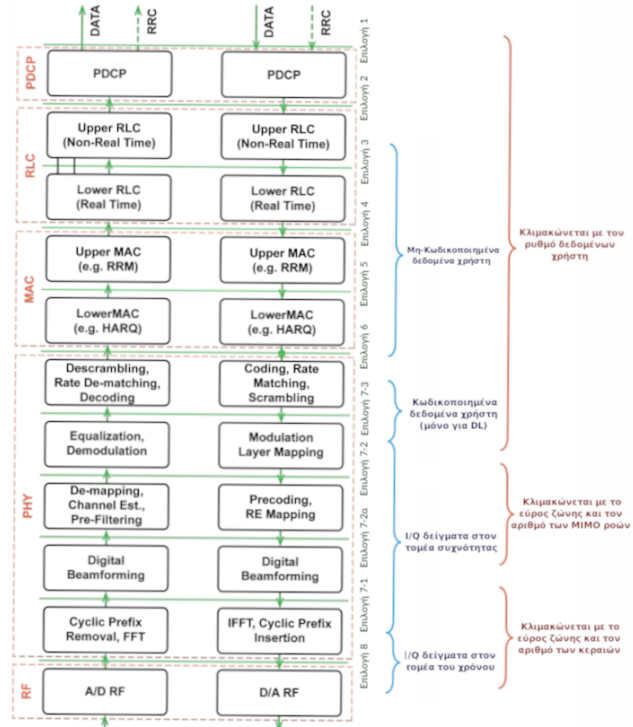 DATA
RRC
DATA
RRC
Επιλογή 1
PDCP
PDCP
PDCP
Επιλογή 2
RLC
Upper RLC
(Non-Real Time)
Upper RLC
(Non-Real Time)
Επιλογή 3
Lower RLC
(Real Time)
Lower RLC
(Real Time)
Επιλογή 4
MAC
Upper MAC
(e.g. RRM)
Upper MAC
(e.g. RRM)
Επιλογή 5
LowerMAC
(e.g. HARQ)
LowerMAC
(e.g. HARQ)
Επιλογή 6
PHY
Descrambling,
Rate De-matching,
Decoding
Coding, Rate
Matching,
Scrambling
Επιλογή 7-3
Equalization,
Demodulation
Modulation
Layer Mapping
Επιλογή 7-2
De-mapping,
Channel Est.,
Pre-Filtering
Precoding,
RE Mapping
Επιλογή 7-2α
Digital
Beamforming
Digital
Beamforming
Επιλογή 7-1
Cyclic Prefix
Removal, FFT
IFFT, Cyclic Prefix
Insertion
Επιλογή 8
RF
A/D RF
D/A RF
Μη-Κωδικοποιημένα
δεδομένα χρήστη
Κωδικοποιημένα
δεδομένα χρήστη
(μόνο για DL)
I/Q δείγματα στον
τομέα συχνότητας
I/Q δείγματα στον
τομέα του χρόνου
Κλιμακώνεται με τον
ρυθμό δεδομένων
χρήστη
Κλιμακώνεται με το
εύρος ζώνης και τον
αριθμό των MIMO ροών
Κλιμακώνεται με το
εύρος ζώνης και τον
αριθμό των κεραιών